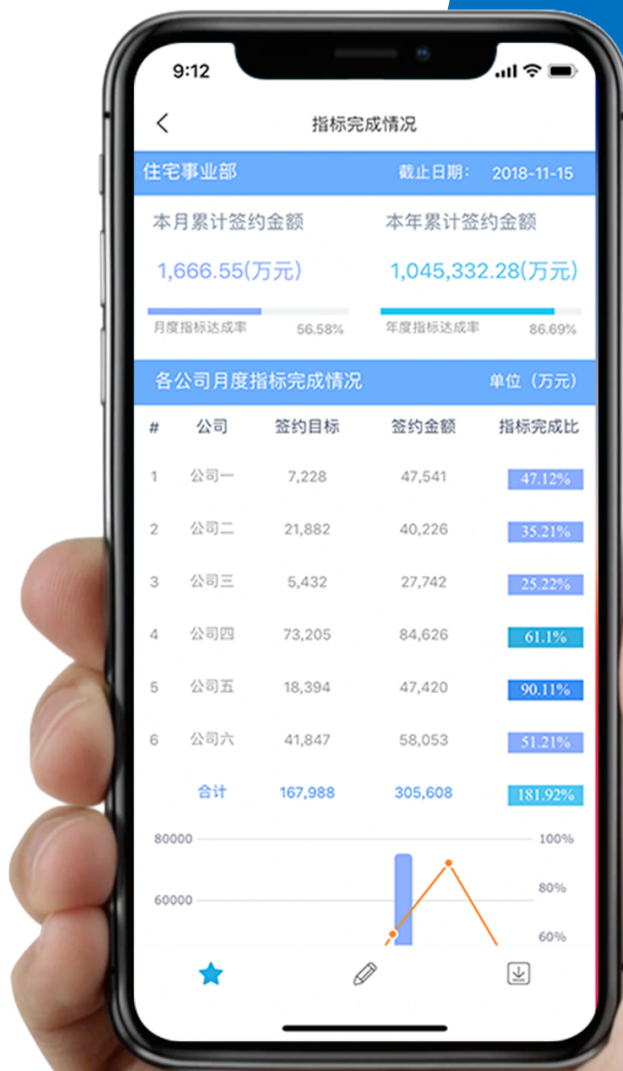 9:12
指标完成情况
住宅事业部 截止日期： 2018-11-15
本月累计签约金额 本年累计签约金额
1,666.55(万元) 1,045,332.28(万元)
月度指标达成率 56.58% 年度指标达成率 86.69%
各公司月度指标完成情况 单位（万元）
# 公司 签约目标 签约金额 指标完成比
1 公司一 7,228 47,541 47.12%
2 公司二 21,882 40,226 35.21%
3 公司三 5,432 27,742 25.22%
4 公司四 73,205 84,626 61.1%
5 公司五 18,394 47,420 90.11%
6 公司六 41,847 58,053 51.21%
合计 167,988 305,608 181.92%
80000 100%
80%
60000
60%